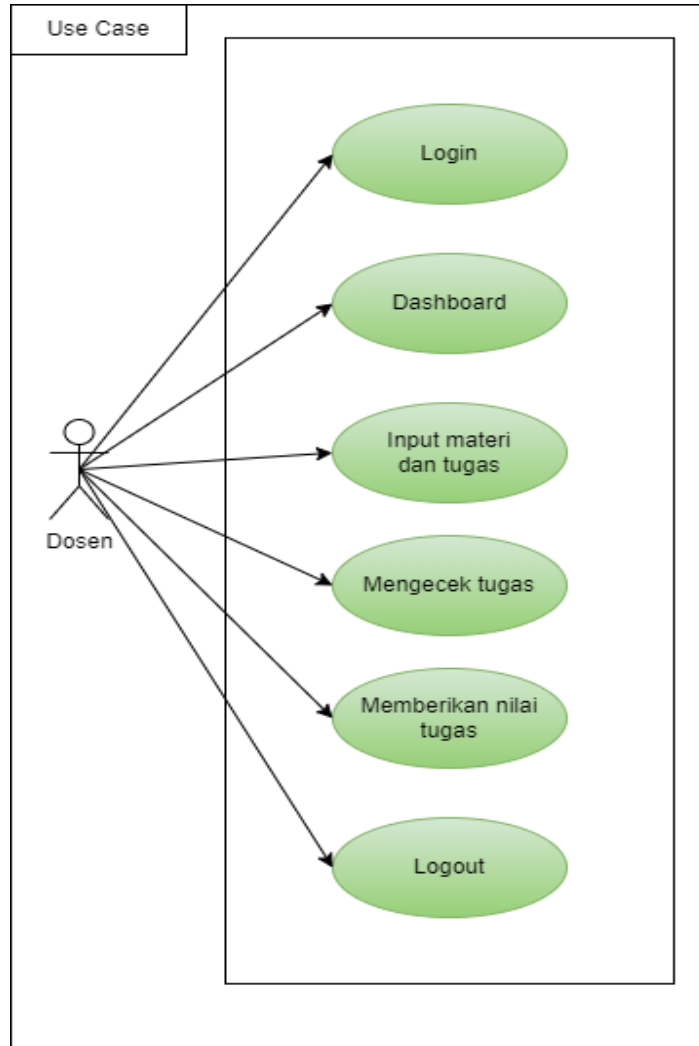 Use Case
Login
Dashboard
Input materi
dan tugas
Dosen
Mengecek tugas
Memberikan nilai
tugas
Logout